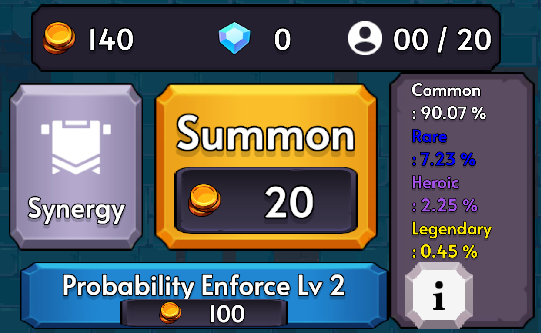 140
0
00 / 20
Synergy
Summon
20
Common
: 90.07 %
Rare
: 7.23 %
Heroic
: 2.25 %
Legendary
: 0.45 %
Probability Enforce Lv 2
100
i